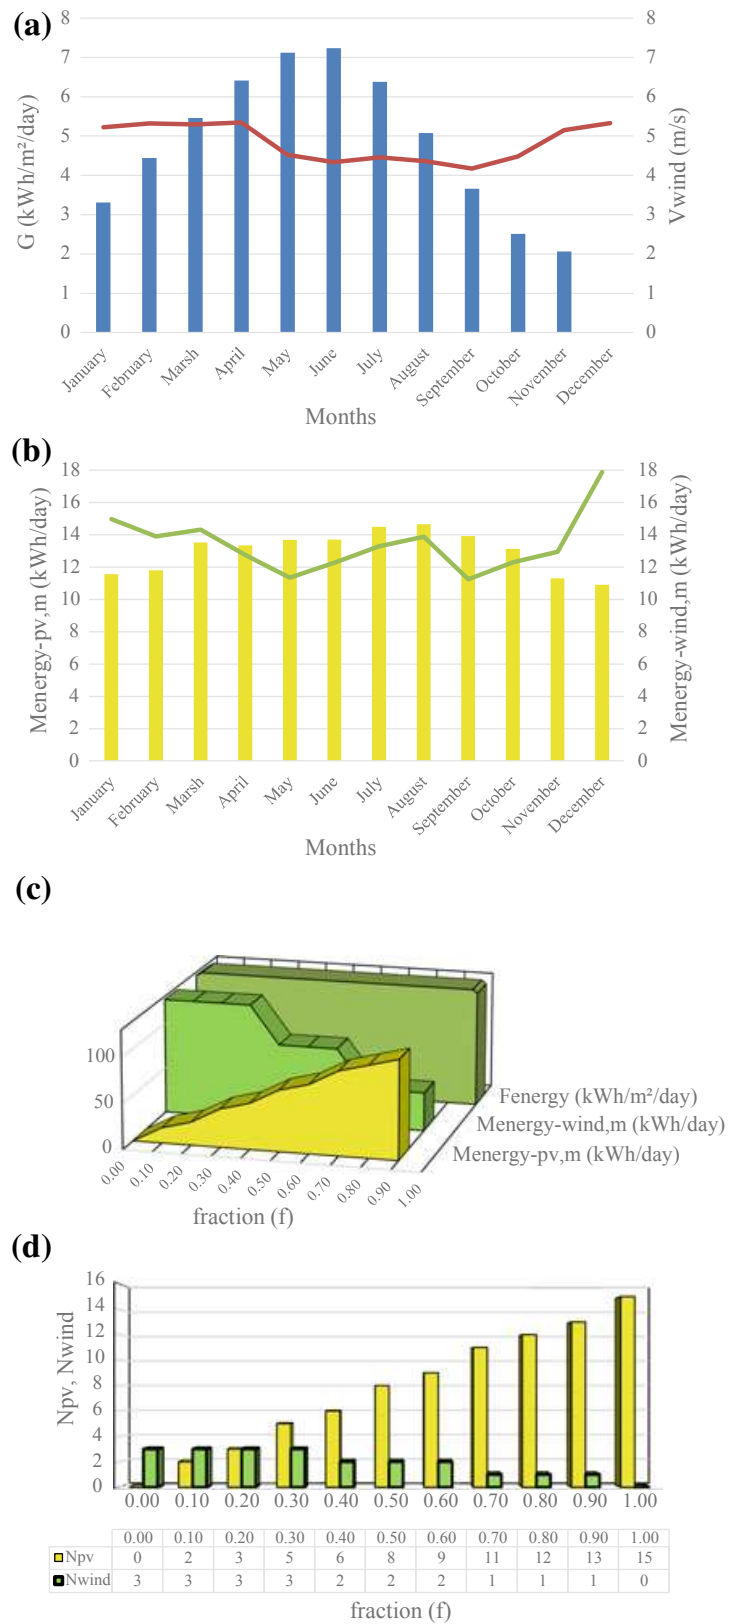 (a)
8
7
6
5
4
3
2
1
0
G (kWh/m²/day)
8
7
6
5
4
3
2
1
0
Vwind (m/s)
January
February
Marsh
April
May
June
July
August
September
October
November
December
Months
(b)
18
16
14
12
10
8
6
4
2
0
Menergy-pv,m (kWh/day)
18
16
14
12
10
8
6
4
2
0
Menergy-wind,m (kWh/day)
January
February
Marsh
April
May
June
July
August
September
October
November
December
Months
(c)
100
50
0
0.00
0.10
0.20
0.30
0.40
0.50
0.60
0.70
0.80
0.90
1.00
fraction (f)
Fenergy (kWh/m²/day)
Menergy-wind,m (kWh/day)
Menergy-pv,m (kWh/day)
(d)
16
14
12
10
8
6
4
2
0
Npv, Nwind
0.00 0.10 0.20 0.30 0.40 0.50 0.60 0.70 0.80 0.90 1.00
0.00 0.10 0.20 0.30 0.40 0.50 0.60 0.70 0.80 0.90 1.00
Npv 0 2 3 5 6 8 9 11 12 13 15
Nwind 3 3 3 3 2 2 2 1 1 1 0
fraction (f)